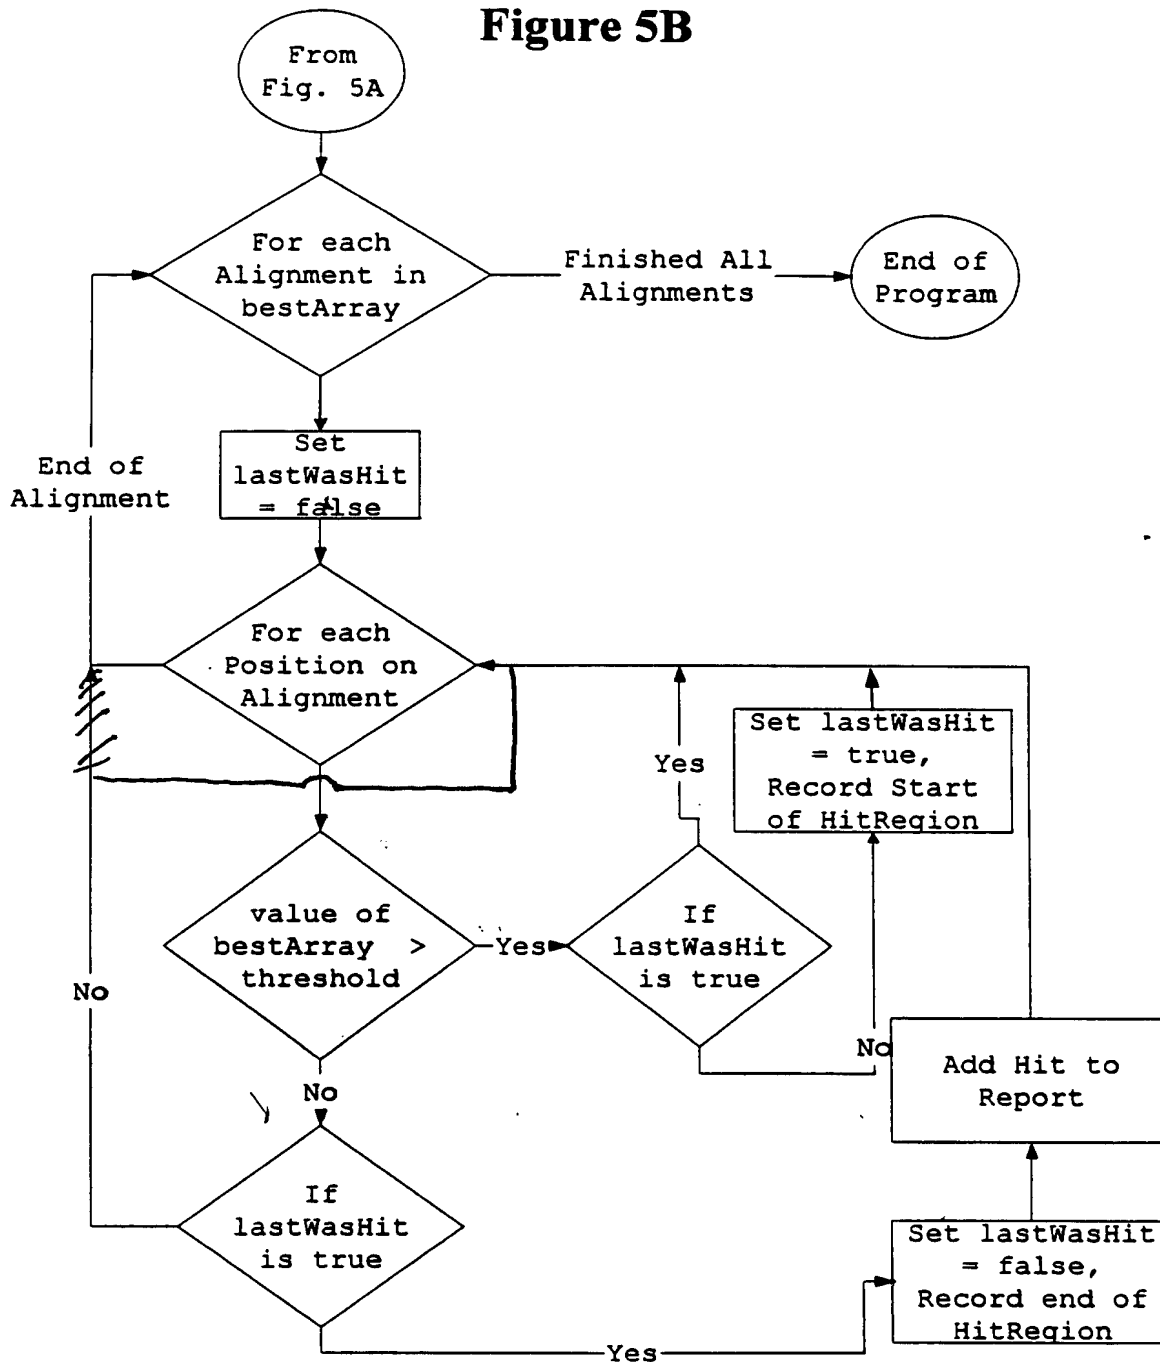 Figure 5B
From
Fig. 5A
For each
Alignment in
bestArray
Finished All
Alignments
End of
Program
Set
lastWasHit
= false
End of
Alignment
For each
Position on
Alignment
Set lastWasHit
= true,
Record Start
of HitRegion
Yes
value of
bestArray >
threshold
Yes
If
lastWasHit
is true
No
No
Add Hit to
Report
No
If
lastWasHit
is true
Set lastWasHit
= false,
Record end of
HitRegion
Yes